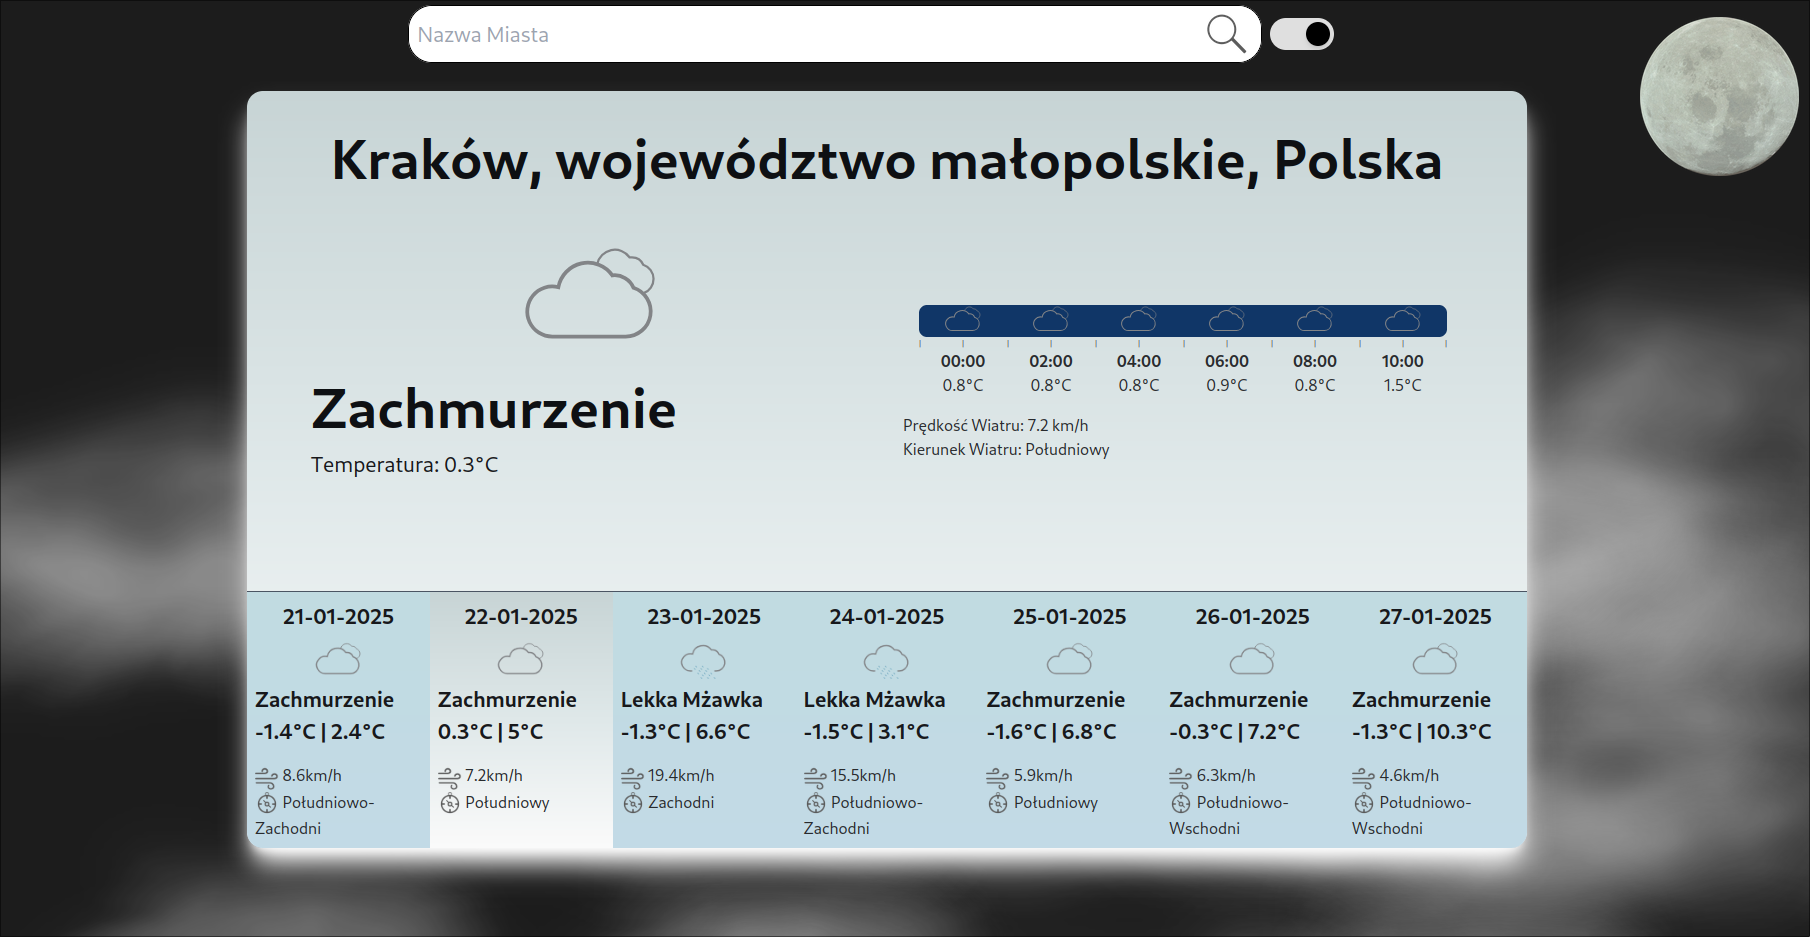 Nazwa Miasta
Kraków, województwo małopolskie, Polska
Zachmurzenie
Temperatura: 0.3°C
00:00 02:00 04:00 06:00 08:00 10:00
0.8°C 0.8°C 0.8°C 0.9°C 0.8°C 1.5°C
Prędkość Wiatru: 7.2 km/h
Kierunek Wiatru: Południowy
21-01-2025
Zachmurzenie
-1.4°C | 2.4°C
8.6km/h
Południowo-
Zachodni
22-01-2025
Zachmurzenie
0.3°C | 5°C
7.2km/h
Południowy
23-01-2025
Lekka Mżawka
-1.3°C | 6.6°C
19.4km/h
Zachodni
24-01-2025
Lekka Mżawka
-1.5°C | 3.1°C
15.5km/h
Południowo-
Zachodni
25-01-2025
Zachmurzenie
-1.6°C | 6.8°C
5.9km/h
Południowy
26-01-2025
Zachmurzenie
-0.3°C | 7.2°C
6.3km/h
Południowo-
Wschodni
27-01-2025
Zachmurzenie
-1.3°C | 10.3°C
4.6km/h
Południowo-
Wschodni